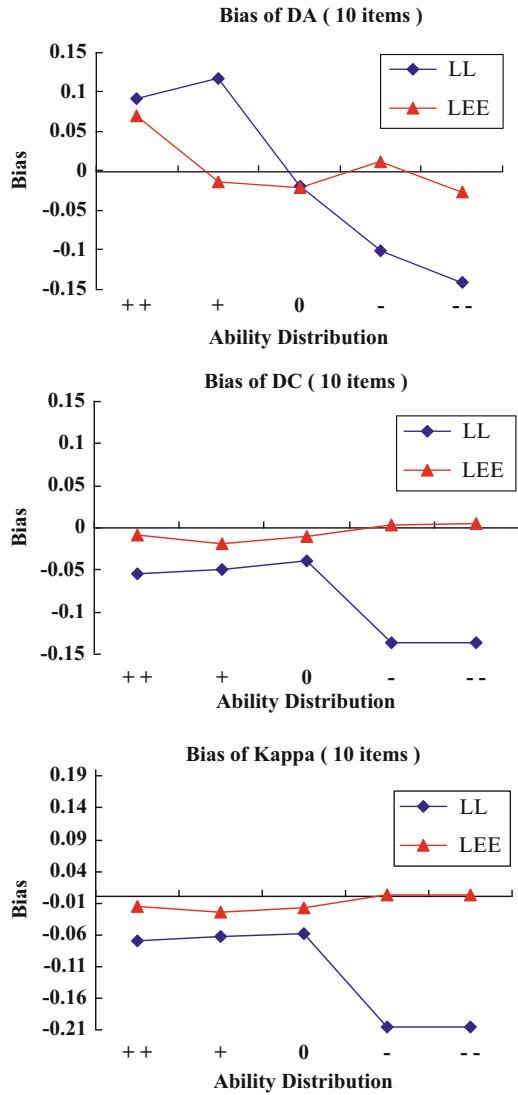 Bias of DA ( 10 items )
0.15
0.1
0.05
0
-0.05
-0.1
-0.15
Bias
LL
LEE
+ + + 0 - - -
Ability Distribution
Bias of DC ( 10 items )
0.15
0.1
0.05
0
-0.05
-0.1
-0.15
Bias
LL
LEE
+ + + 0 - - -
Ability Distribution
Bias of Kappa ( 10 items )
0.19
0.14
0.09
0.04
-0.01
-0.06
-0.11
-0.16
-0.21
Bias
LL
LEE
+ + + 0 - - -
Ability Distribution